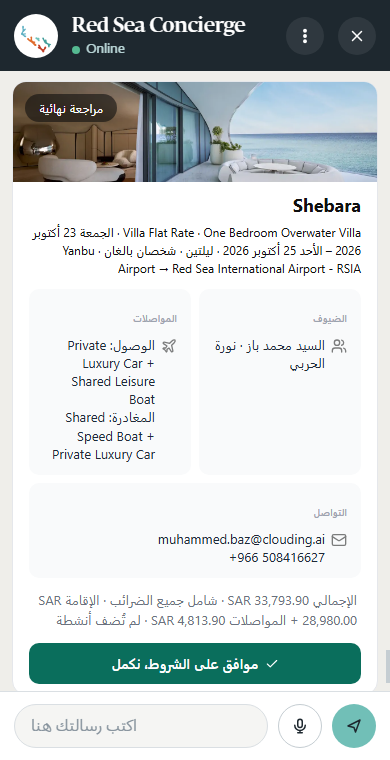 Red Sea Concierge
Online
مراجعة نهائية
Shebara
Villa Flat Rate · One Bedroom Overwater Villa · الجمعة 23 أكتوبر
2026 – الأحد 25 أكتوبر 2026 · ليلتين · شخصان بالغان · Yanbu
Airport → Red Sea International Airport - RSIA
الضيوف
السيد محمد باز · نورة
الحربي
المواصلات
الوصول: Private
Luxury Car +
Shared Leisure
Boat
المغادرة: Shared
Speed Boat +
Private Luxury Car
التواصل
muhammed.baz@clouding.ai
+966 508416627
الإجمالي SAR 33,793.90 · شامل جميع الضرائب · الإقامة SAR
28,980.00 + المواصلات SAR 4,813.90 · لم تُضف أنشطة
موافق على الشروط، نكمل
اكتب رسالتك هنا